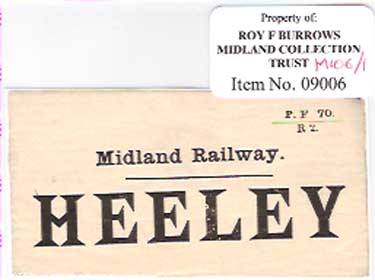 Property of:
ROY F BURROWS
MIDLAND COLLECTION
TRUST M106/1
Item No. 09006
P. F 70.
R 2.
Midland Railway.
HEELEY